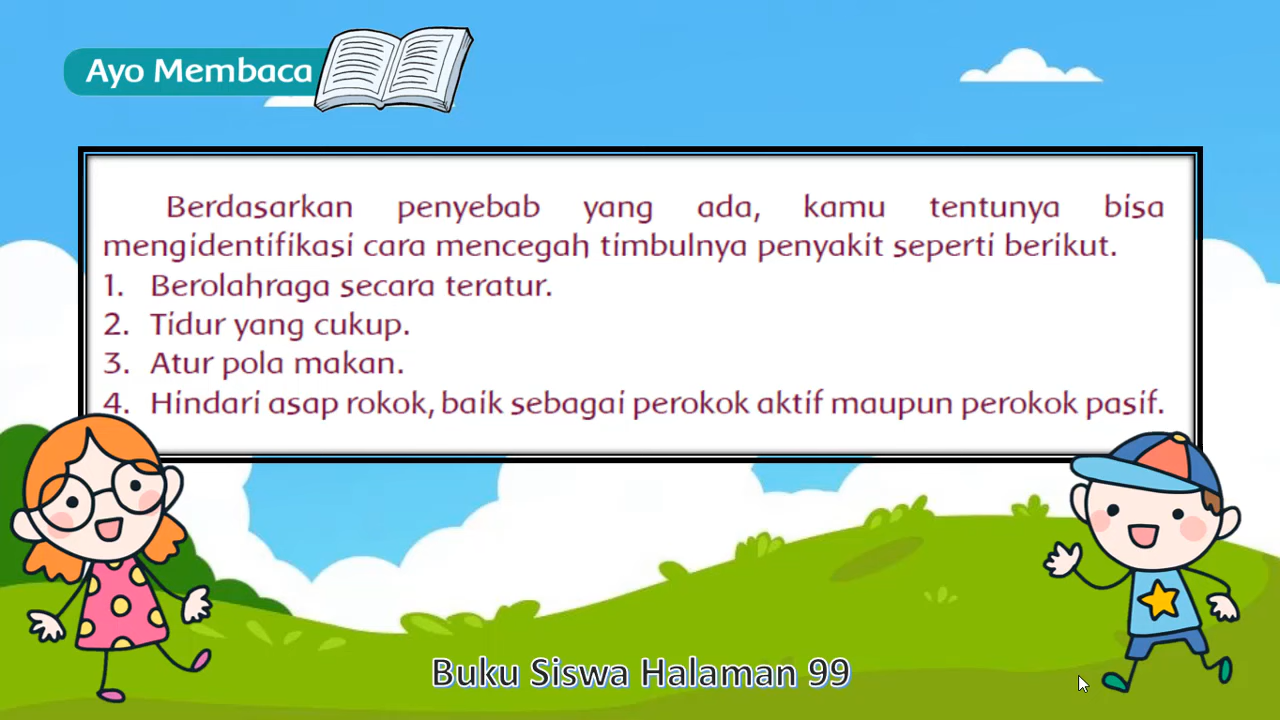 Ayo Membaca
Berdasarkan penyebab yang ada, kamu tentunya bisa
mengidentifikasi cara mencegah timbulnya penyakit seperti berikut.
1. Berolahraga secara teratur.
2. Tidur yang cukup.
3. Atur pola makan.
4. Hindari asap rokok, baik sebagai perokok aktif maupun perokok pasif.
Buku Siswa Halaman 99